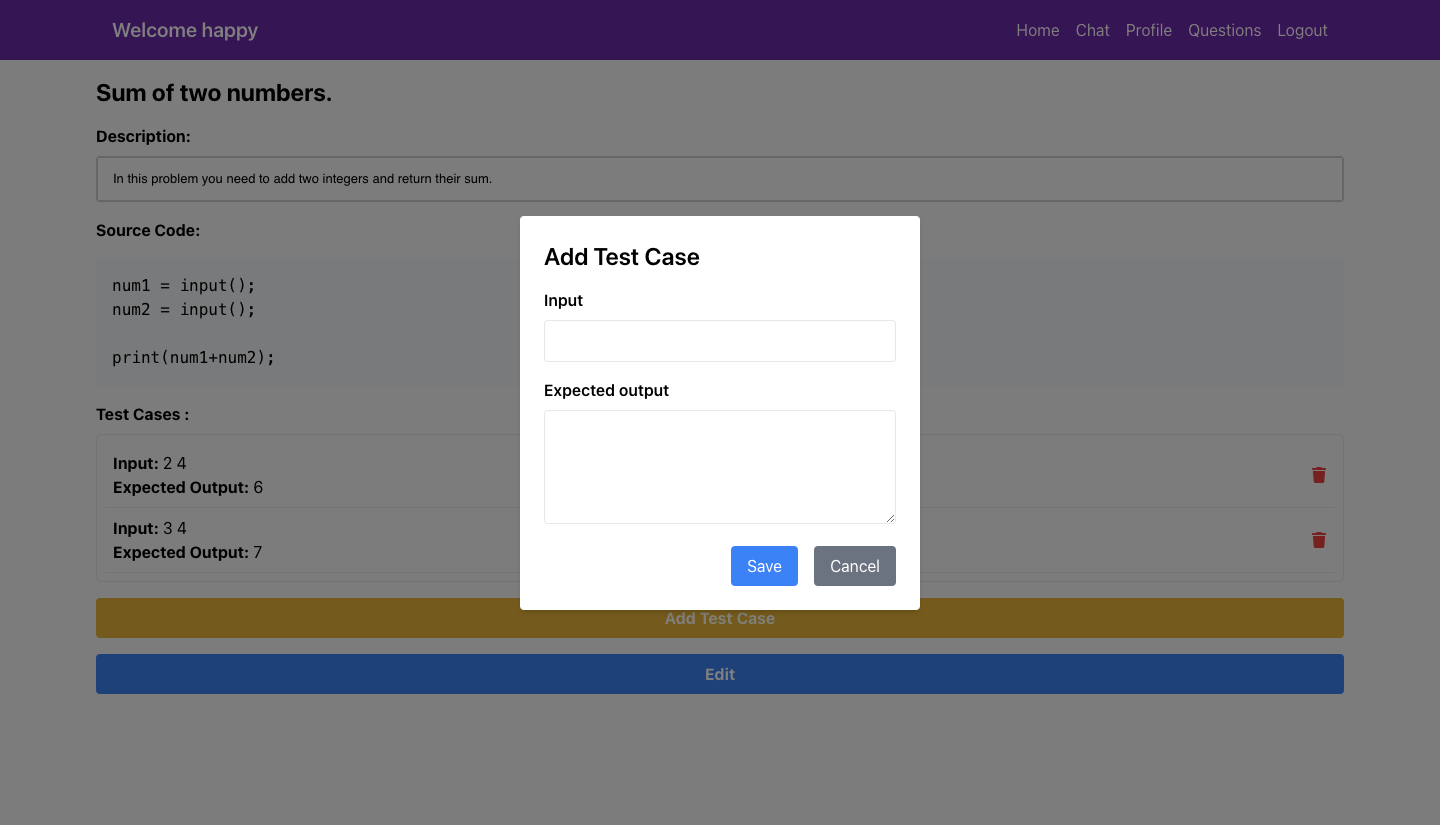 Welcome happy
Home Chat Profile Questions Logout
Sum of two numbers.
Description:
In this problem you need to add two integers and return their sum.
Source Code:
num1 = input();
num2 = input();
print(num1+num2);
Test Cases :
Input: 2 4
Expected Output: 6
Input: 3 4
Expected Output: 7
Add Test Case
Input
Expected output
Save Cancel
Add Test Case
Edit